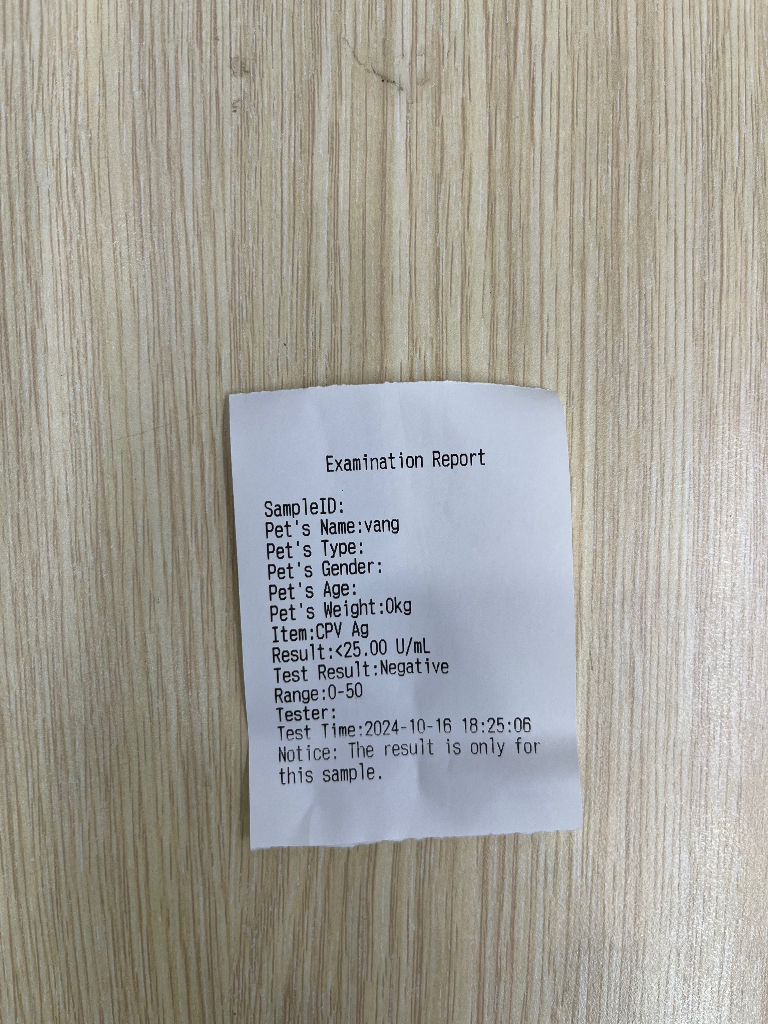 Examination Report
SampleID:
Pet's Name:vang
Pet's Type:
Pet's Gender:
Pet's Age:
Pet's Weight:0kg
Item:CPV Ag
Result:<25.00 U/mL
Test Result:Negative
Range:0-50
Tester:
Test Time:2024-10-16 18:25:06
Notice: The result is only for
this sample.